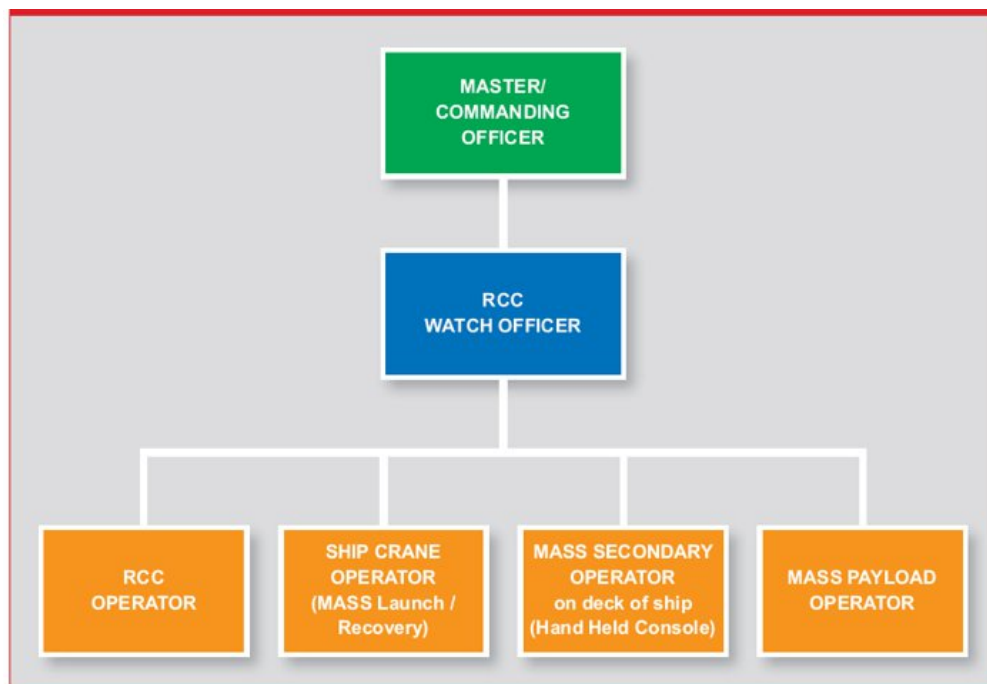 MASTER/
COMMANDING
OFFICER
RCC
WATCH OFFICER
RCC
OPERATOR
SHIP CRANE
OPERATOR
(MASS Launch /
Recovery)
MASS SECONDARY
OPERATOR
on deck of ship
(Hand Held Console)
MASS PAYLOAD
OPERATOR